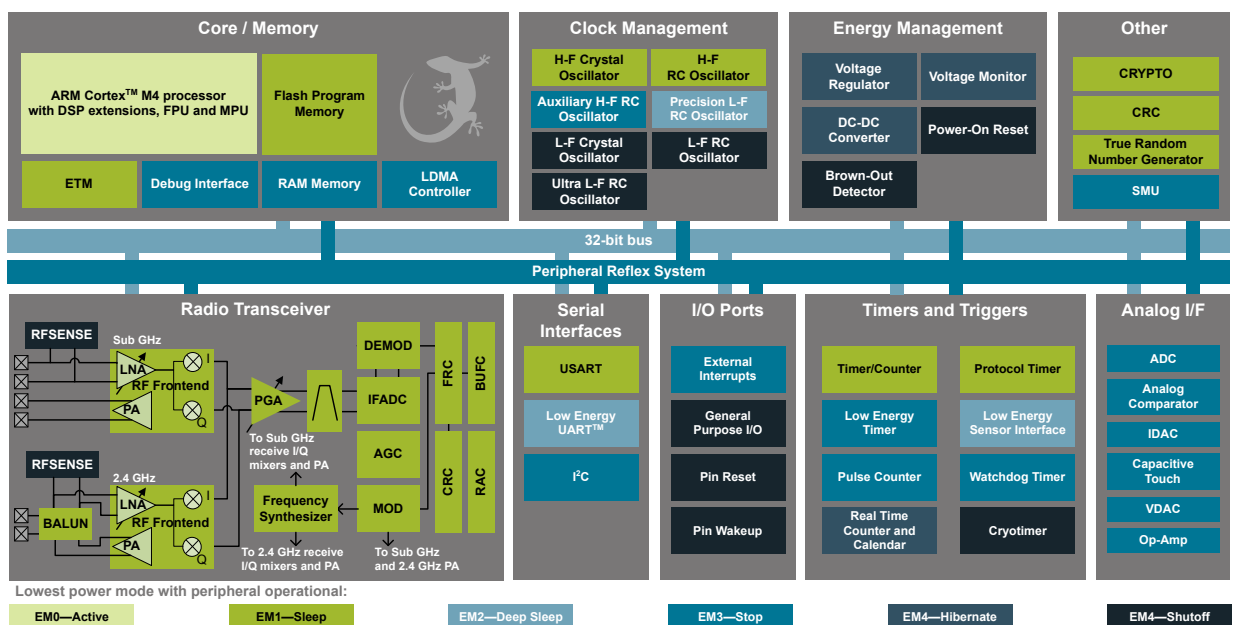 Core / Memory
ARM Cortex™ M4 processor
with DSP extensions, FPU and MPU
Flash Program
Memory
ETM
Debug Interface
RAM Memory
LDMA
Controller
Clock Management
H-F Crystal
Oscillator
H-F
RC Oscillator
Auxiliary H-F RC
Oscillator
Precision L-F
RC Oscillator
L-F Crystal
Oscillator
L-F RC
Oscillator
Ultra L-F RC
Oscillator
Energy Management
Voltage
Regulator
Voltage Monitor
DC-DC
Converter
Power-On Reset
Brown-Out
Detector
Other
CRYPTO
CRC
True Random
Number Generator
SMU
32-bit bus
Peripheral Reflex System
Radio Transceiver
RFSENSE
Sub GHz
LNA
RF Frontend
PA
I
Q
PGA
DEMOD
IFADC
AGC
MOD
FRC
BUFC
CRC
RAC
To Sub GHz
receive I/Q
mixers and PA
Frequency
Synthesizer
To 2.4 GHz receive
I/Q mixers and PA
To Sub GHz
and 2.4 GHz PA
RFSENSE
2.4 GHz
LNA
RF Frontend
BALUN
PA
I
Q
Serial
Interfaces
USART
Low Energy
UART™
I²C
I/O Ports
External
Interrupts
General
Purpose I/O
Pin Reset
Pin Wakeup
Timers and Triggers
Timer/Counter
Protocol Timer
Low Energy
Timer
Low Energy
Sensor Interface
Pulse Counter
Watchdog Timer
Real Time
Counter and
Calendar
Cryotimer
Analog I/F
ADC
Analog
Comparator
IDAC
Capacitive
Touch
VDAC
Op-Amp
Lowest power mode with peripheral operational:
EM0—Active
EM1—Sleep
EM2—Deep Sleep
EM3—Stop
EM4—Hibernate
EM4—Shutoff